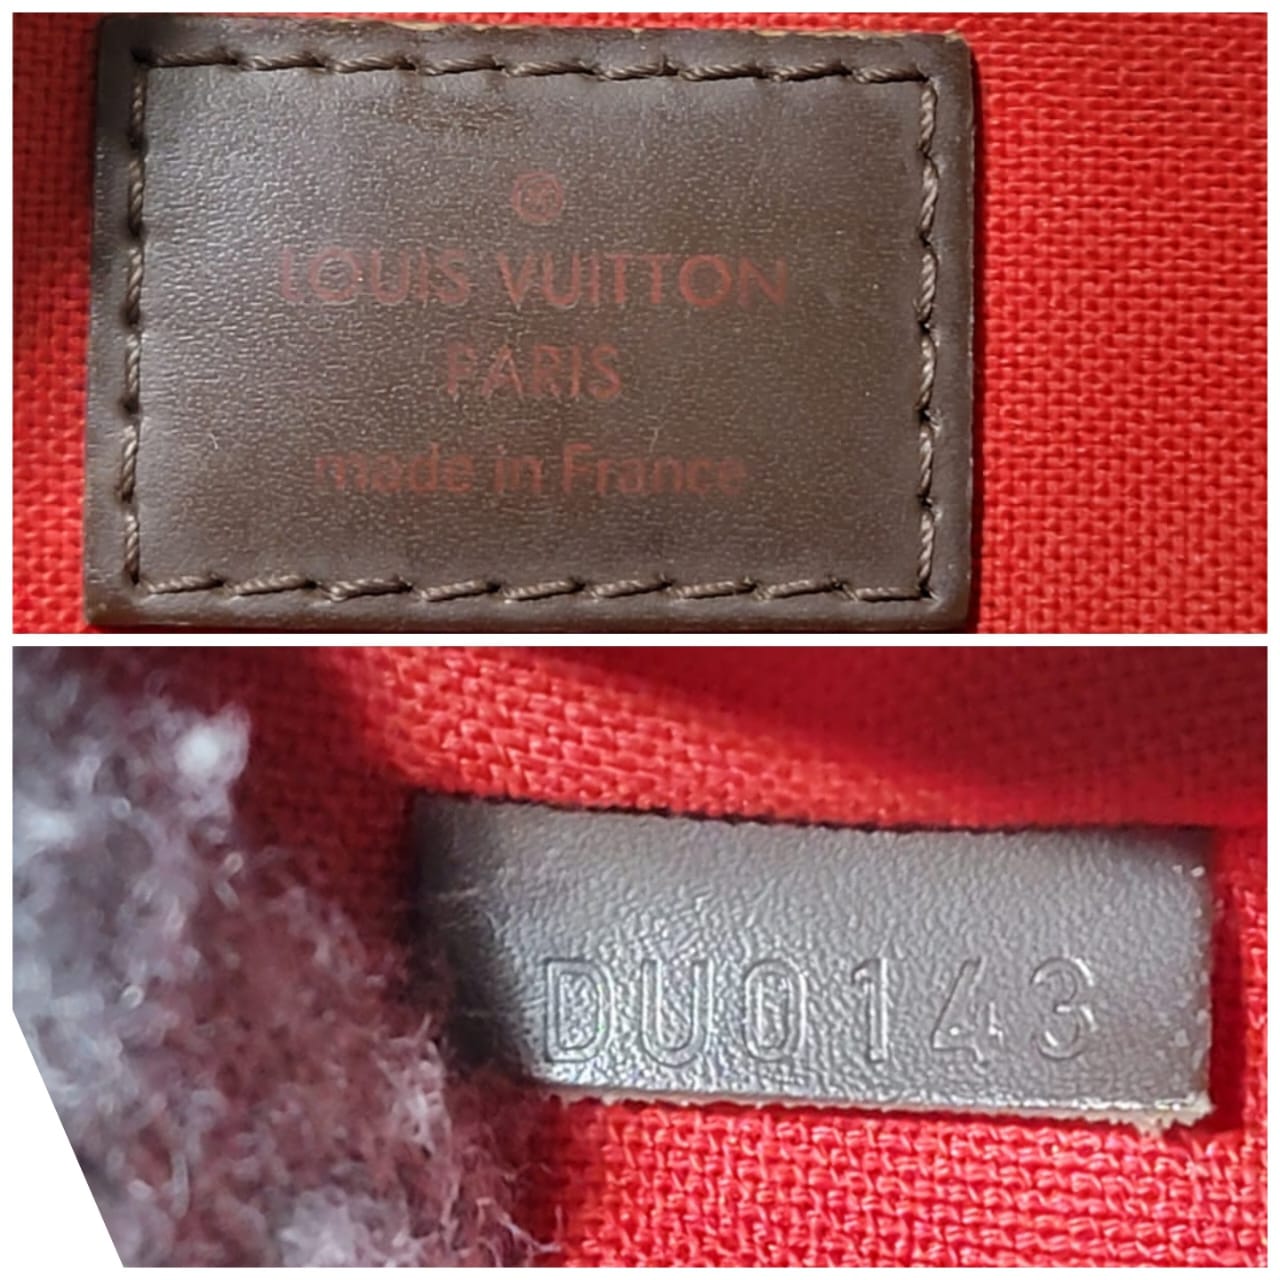 ®
LOUIS VUITTON
PARIS
made in France
DU0143